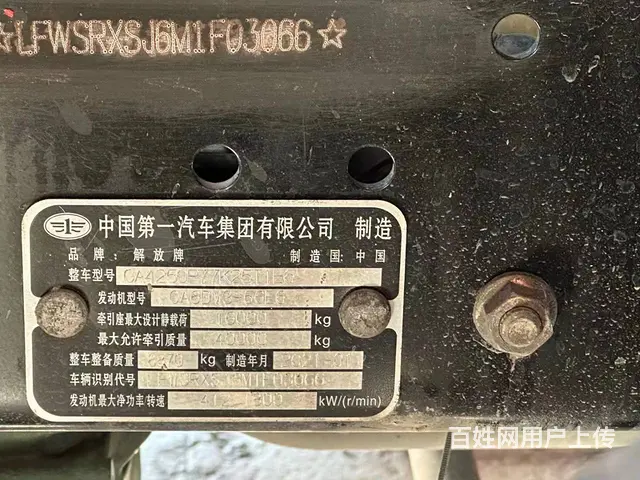 ☆LFWSRXSJ6M1F03066☆
中国第一汽车集团有限公司 制造
品牌：解放牌 制造国：中国
整车型号
发动机型号
牵引座最大设计静载荷 16000 kg
最大允许牵引质量 40000 kg
整车整备质量 kg 制造年月
车辆识别代号 LFWSRXSJ6M1F03066
发动机最大净功率/转速 kW/(r/min)
百姓网用户上传